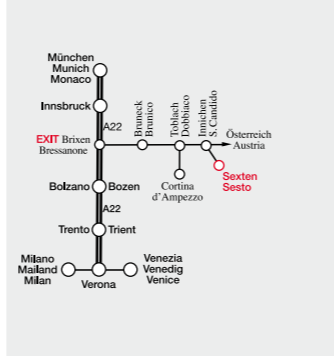 München
Munich
Monaco
Innsbruck
A22
Bruneck
Brunico
Toblach
Dobbiaco
Innichen
S. Candido
EXIT Brixen
Bressanone
Österreich
Austria
Sexten
Sesto
Cortina
d'Ampezzo
Bolzano Bozen
A22
Trento Trient
Milano
Mailand
Milan
Verona
Venezia
Venedig
Venice